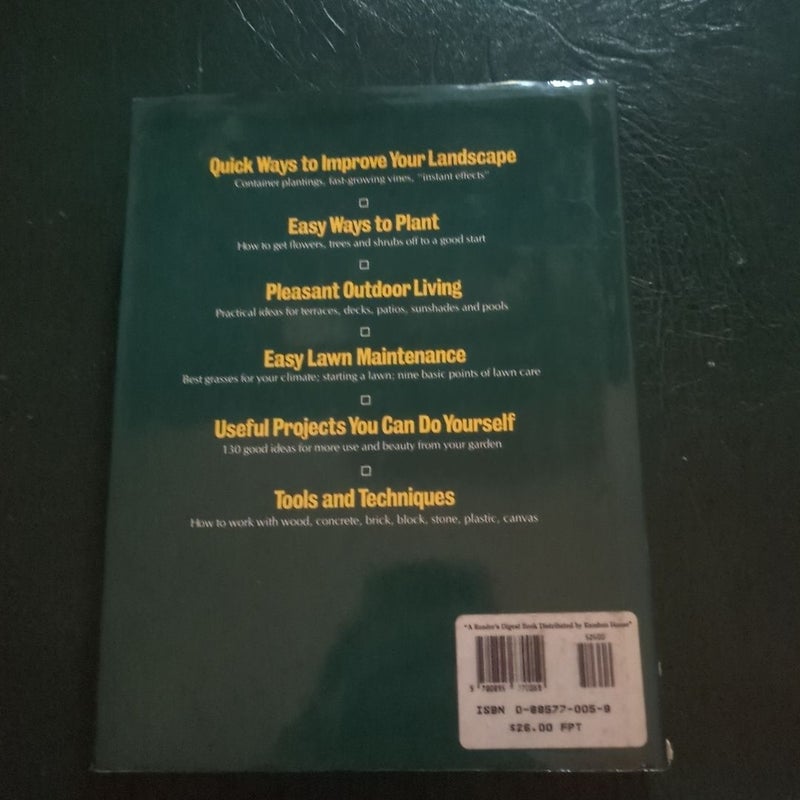 Quick Ways to Improve Your Landscape
Container plantings, fast-growing vines, "instant effects"
Easy Ways to Plant
How to get flowers, trees and shrubs off to a good start
Pleasant Outdoor Living
Practical ideas for terraces, decks, patios, sunshades and pools
Easy Lawn Maintenance
Best grasses for your climate; starting a lawn; nine basic points of lawn care
Useful Projects You Can Do Yourself
130 good ideas for more use and beauty from your garden
Tools and Techniques
How to work with wood, concrete, brick, block, stone, plastic, canvas
"A Reader's Digest Book Distributed by Random House"
ISBN 0-89577-005-9
$26.00 FPT